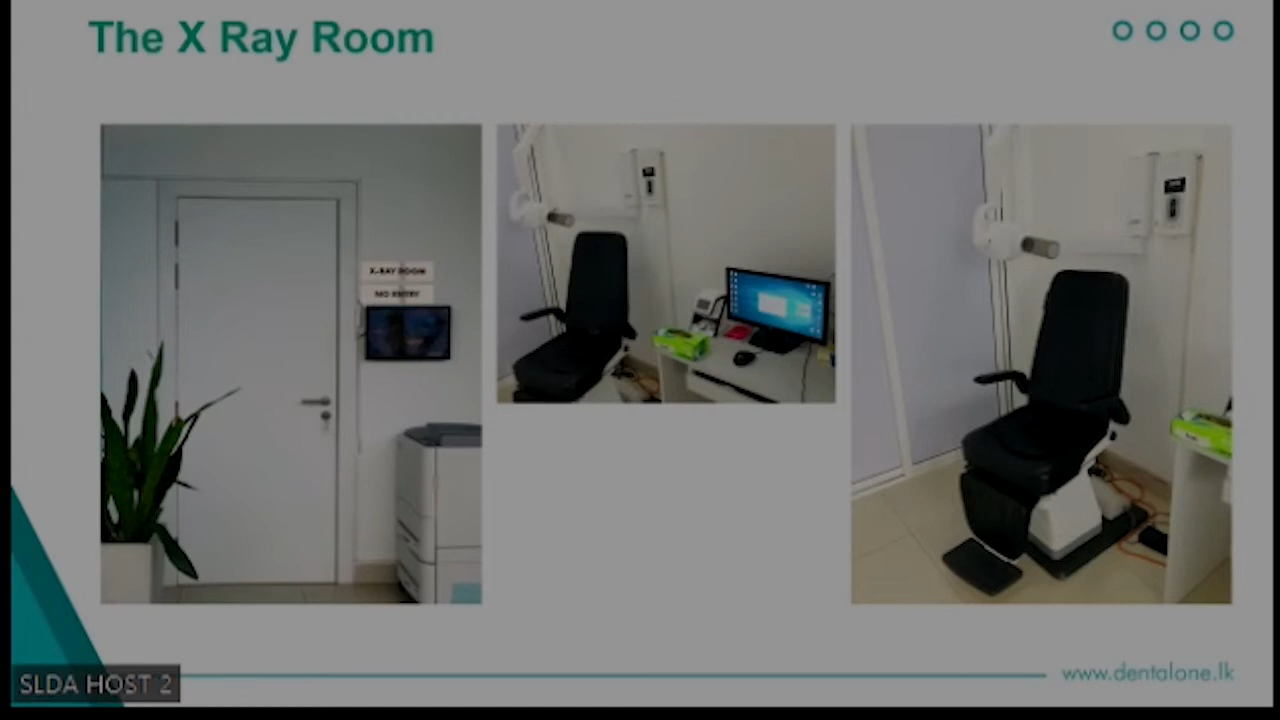 The X Ray Room
X-RAY ROOM
NO ENTRY
www.dentalone.lk
SLDA HOST 2